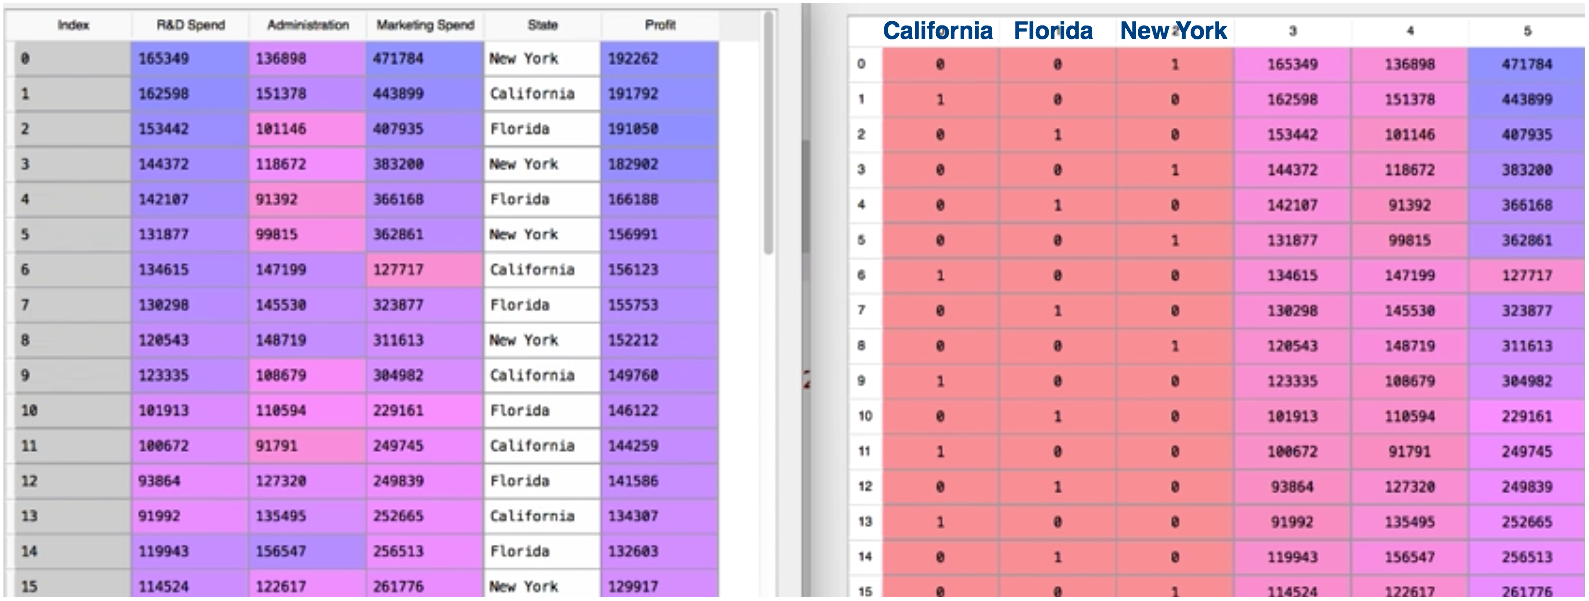 Index R&D Spend Administration Marketing Spend State Profit
0 165349 136898 471784 New York 192262
1 162598 151378 443899 California 191792
2 153442 101146 407935 Florida 191050
3 144372 118672 383200 New York 182902
4 142107 91392 366168 Florida 166188
5 131877 99815 362861 New York 156991
6 134615 147199 127717 California 156123
7 130298 145530 323877 Florida 155753
8 120543 148719 311613 New York 152212
9 123335 108679 304982 California 149760
10 101913 110594 229161 Florida 146122
11 100672 91791 249745 California 144259
12 93864 127320 249839 Florida 141586
13 91992 135495 252665 California 134307
14 119943 156547 256513 Florida 132603
15 114524 122617 261776 New York 129917
California Florida New York 3 4 5
0 0 0 1 165349 136898 471784
1 1 0 0 162598 151378 443899
2 0 1 0 153442 101146 407935
3 0 0 1 144372 118672 383200
4 0 1 0 142107 91392 366168
5 0 0 1 131877 99815 362861
6 1 0 0 134615 147199 127717
7 0 1 0 130298 145530 323877
8 0 0 1 120543 148719 311613
9 1 0 0 123335 108679 304982
10 0 1 0 101913 110594 229161
11 1 0 0 100672 91791 249745
12 0 1 0 93864 127320 249839
13 1 0 0 91992 135495 252665
14 0 1 0 119943 156547 256513
15 0 0 1 114524 122617 261776